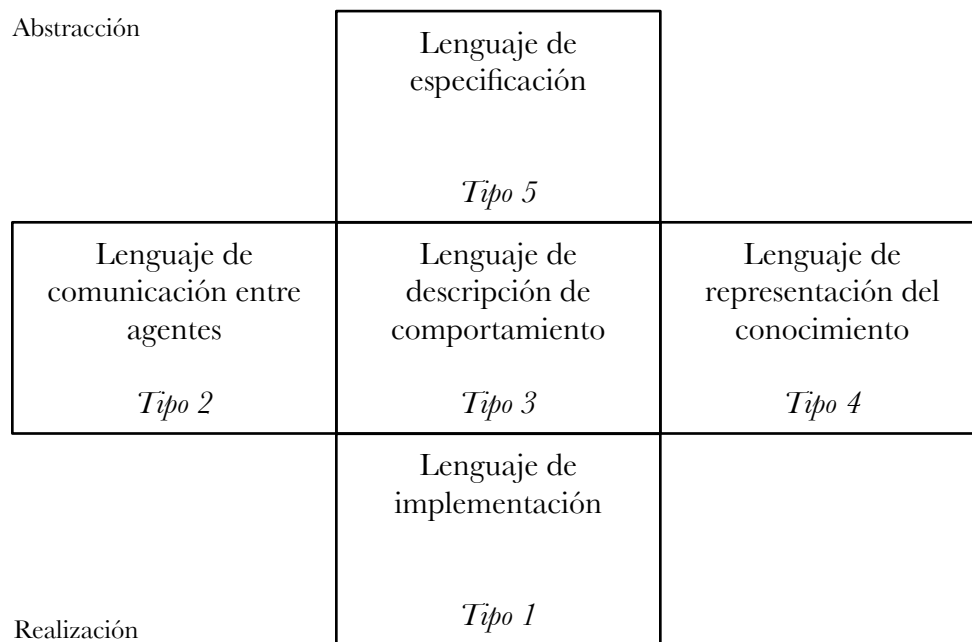 Abstracción
Lenguaje de
especificación
Tipo 5
Lenguaje de
comunicación entre
agentes
Tipo 2
Lenguaje de
descripción de
comportamiento
Tipo 3
Lenguaje de
representación del
conocimiento
Tipo 4
Lenguaje de
implementación
Tipo 1
Realización